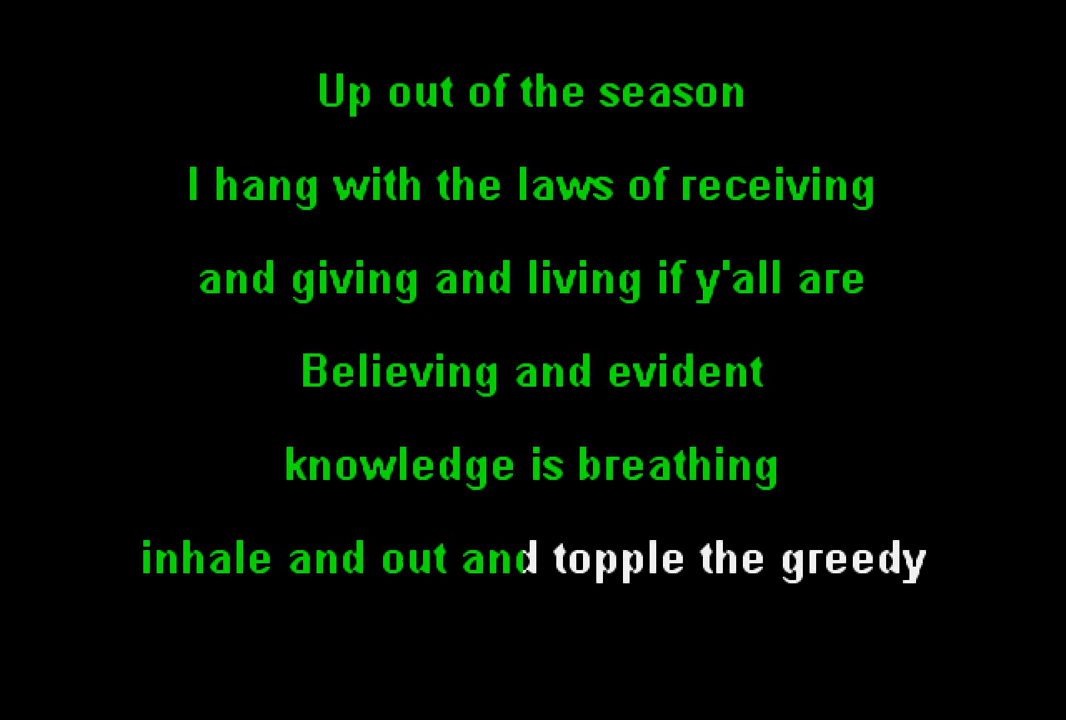 Up out of the season
I hang with the laws of receiving
and giving and living if y'all are
Believing and evident
knowledge is breathing
inhale and out and topple the greedy